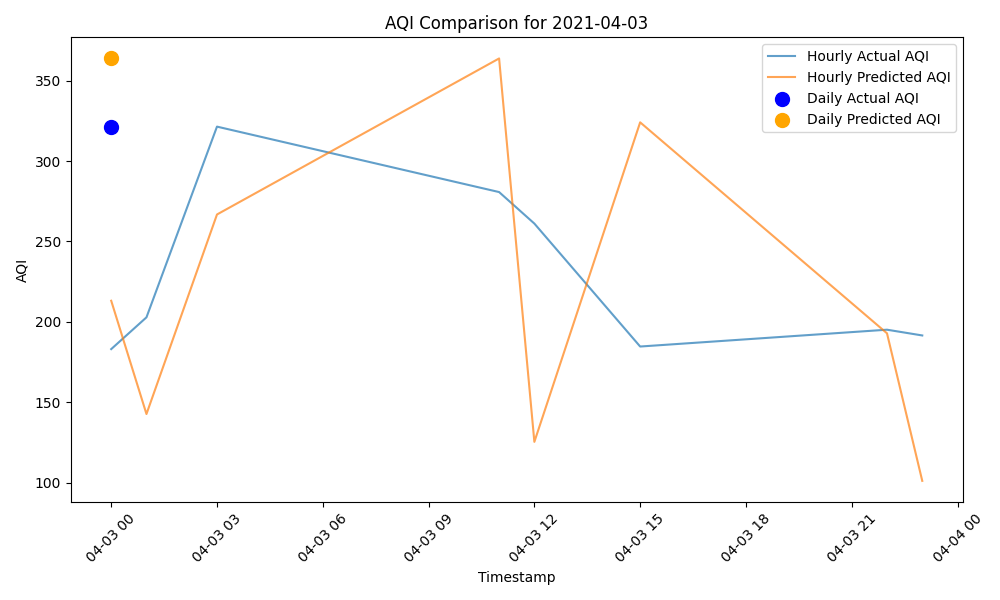 AQI Comparison for 2021-04-03
Hourly Actual AQI
Hourly Predicted AQI
Daily Actual AQI
Daily Predicted AQI
AQI
350
300
250
200
150
100
04-03 00
04-03 03
04-03 06
04-03 09
04-03 12
04-03 15
04-03 18
04-03 21
04-04 00
Timestamp